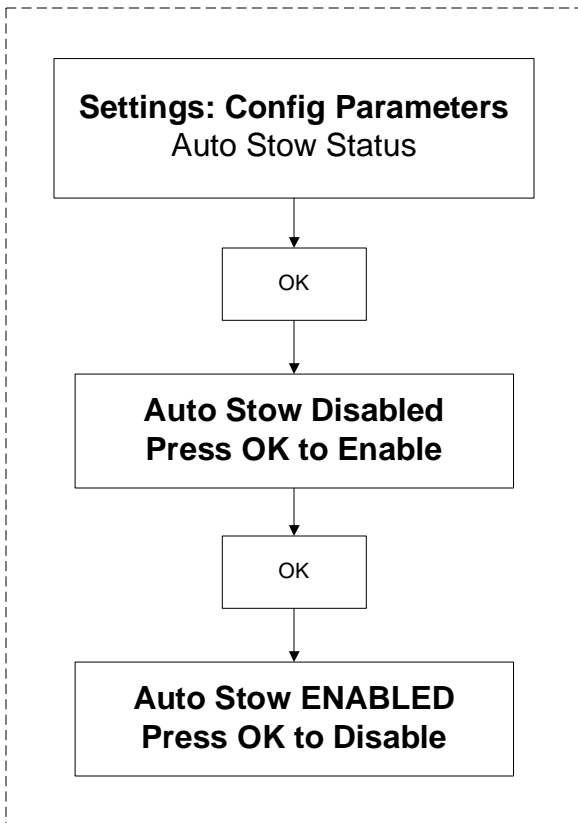 Settings: Config Parameters
Auto Stow Status
OK
Auto Stow Disabled
Press OK to Enable
OK
Auto Stow ENABLED
Press OK to Disable